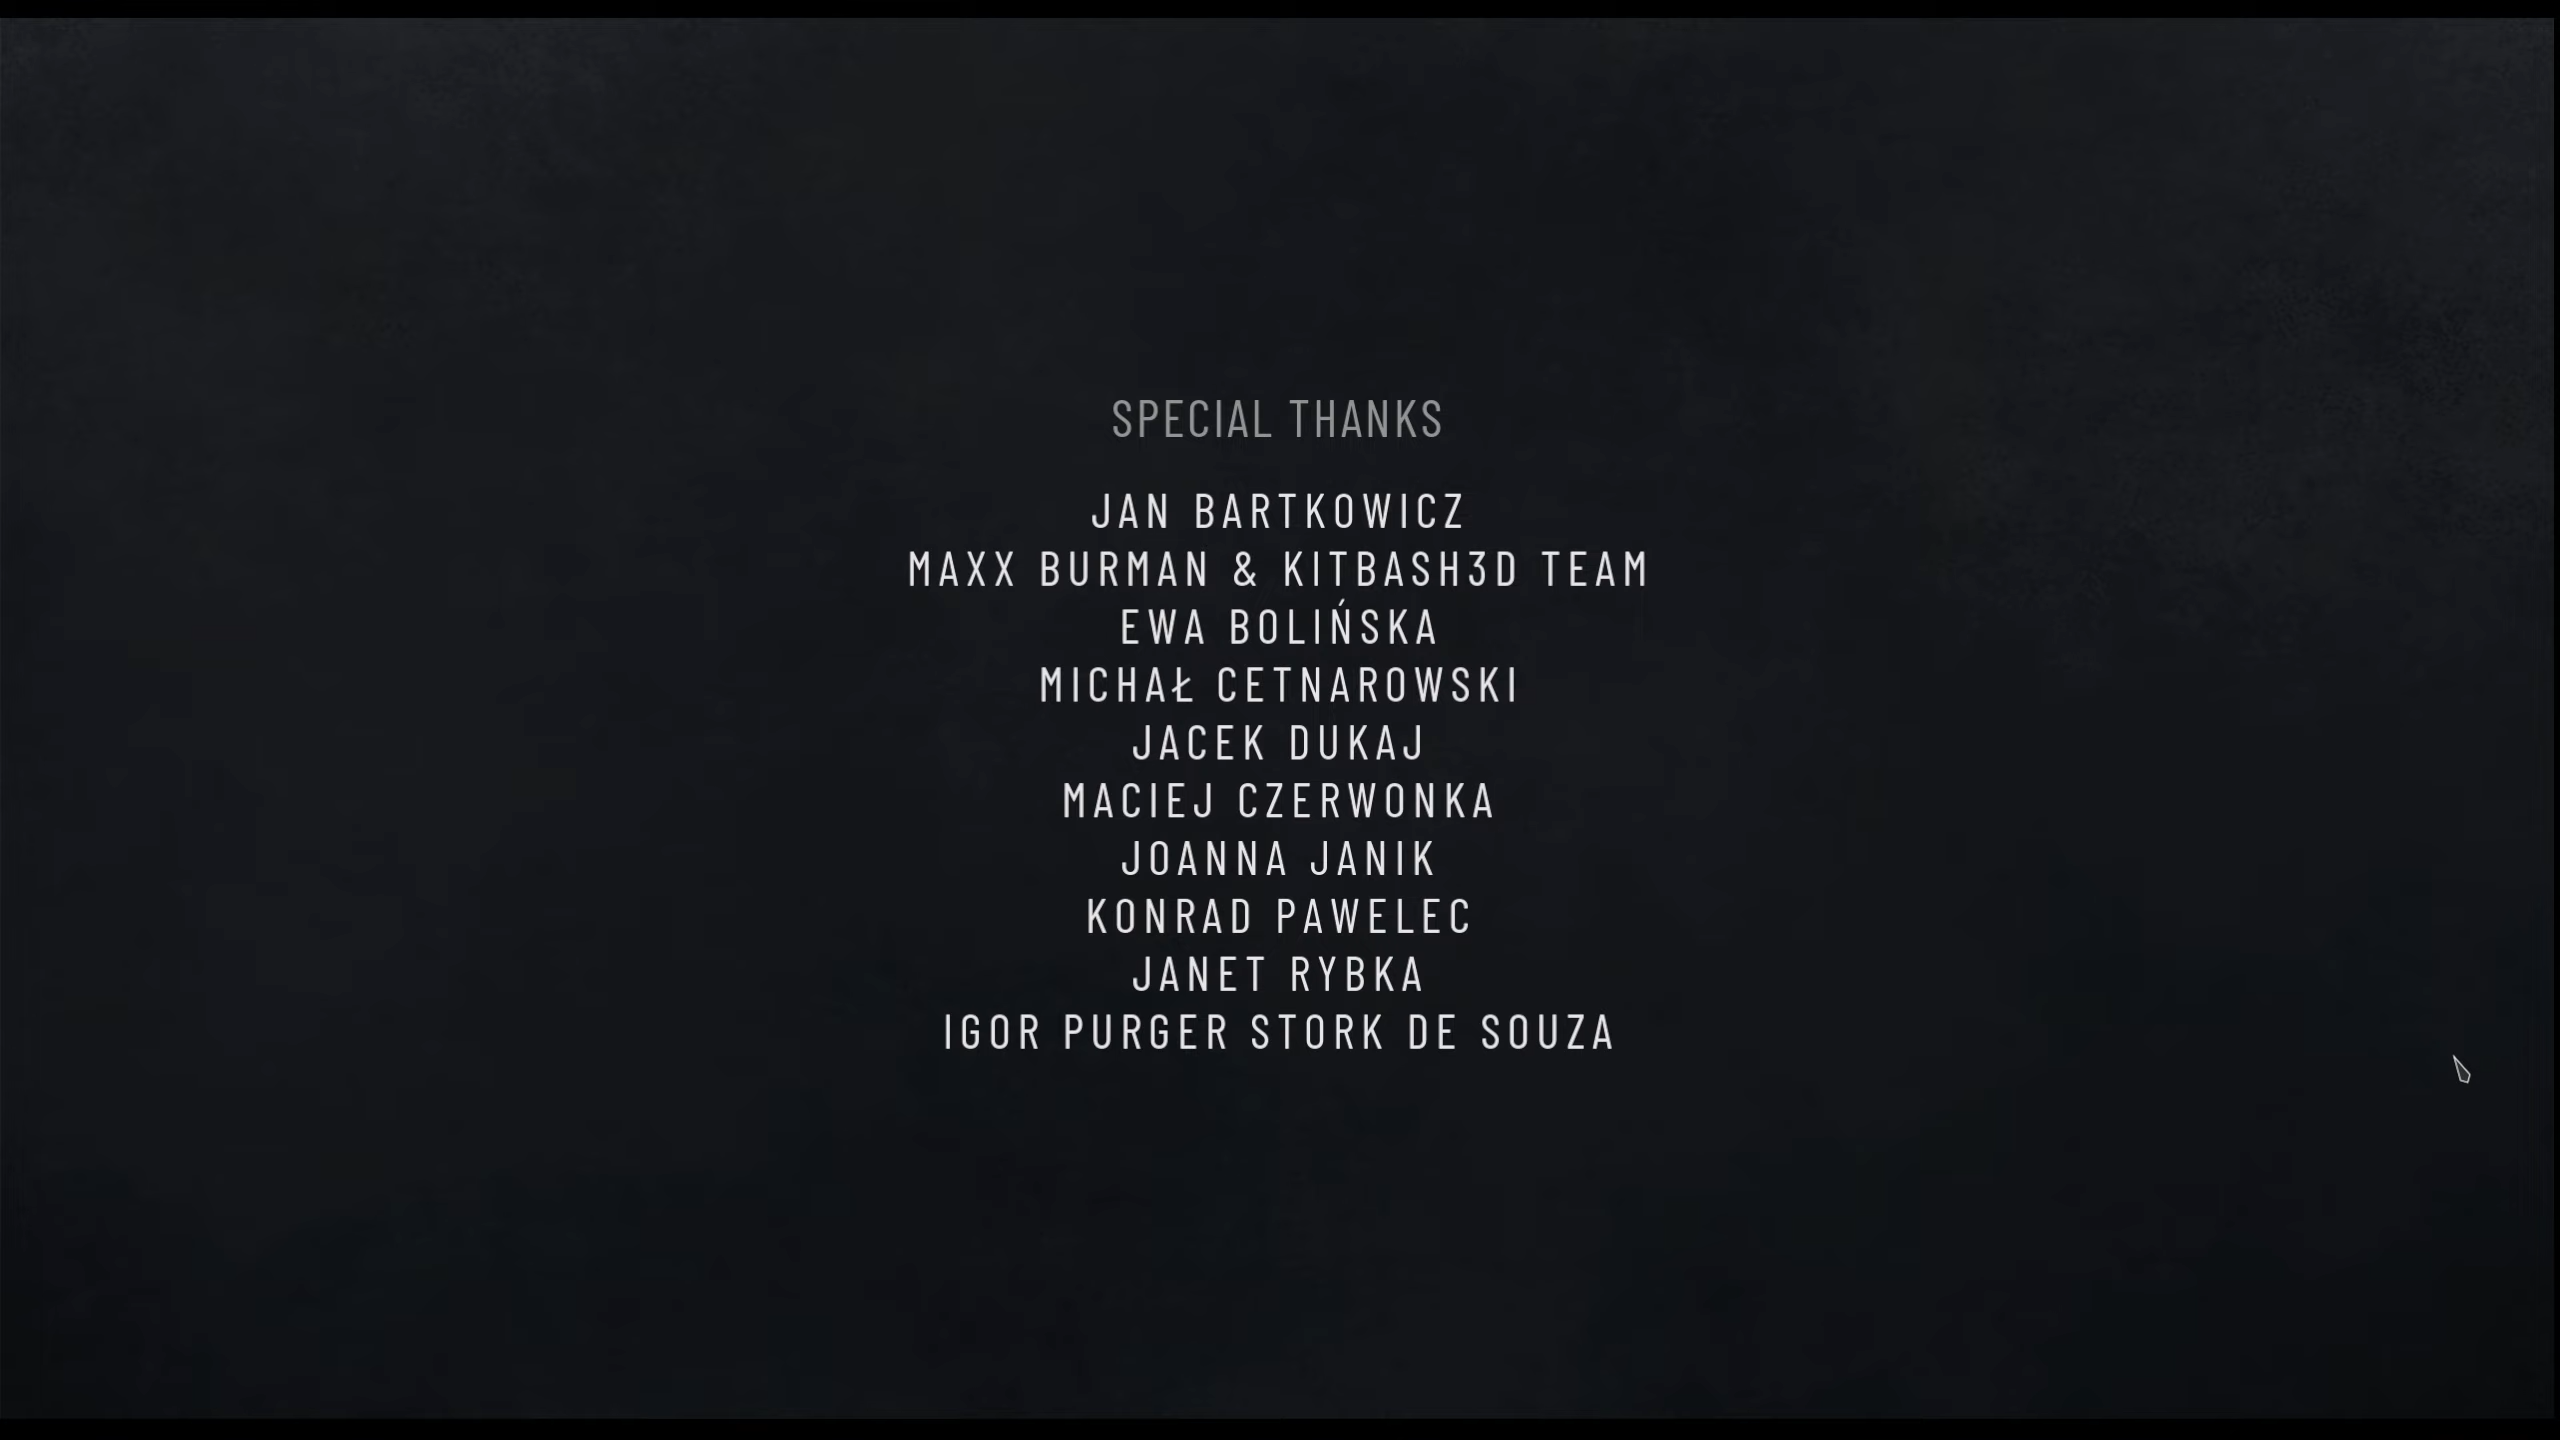 SPECIAL THANKS
JAN BARTKOWICZ
MAXX BURMAN & KITBASH3D TEAM
EWA BOLIŃSKA
MICHAŁ CETNAROWSKI
JACEK DUKAJ
MACIEJ CZERWONKA
JOANNA JANIK
KONRAD PAWELEC
JANET RYBKA
IGOR PURGER STORK DE SOUZA